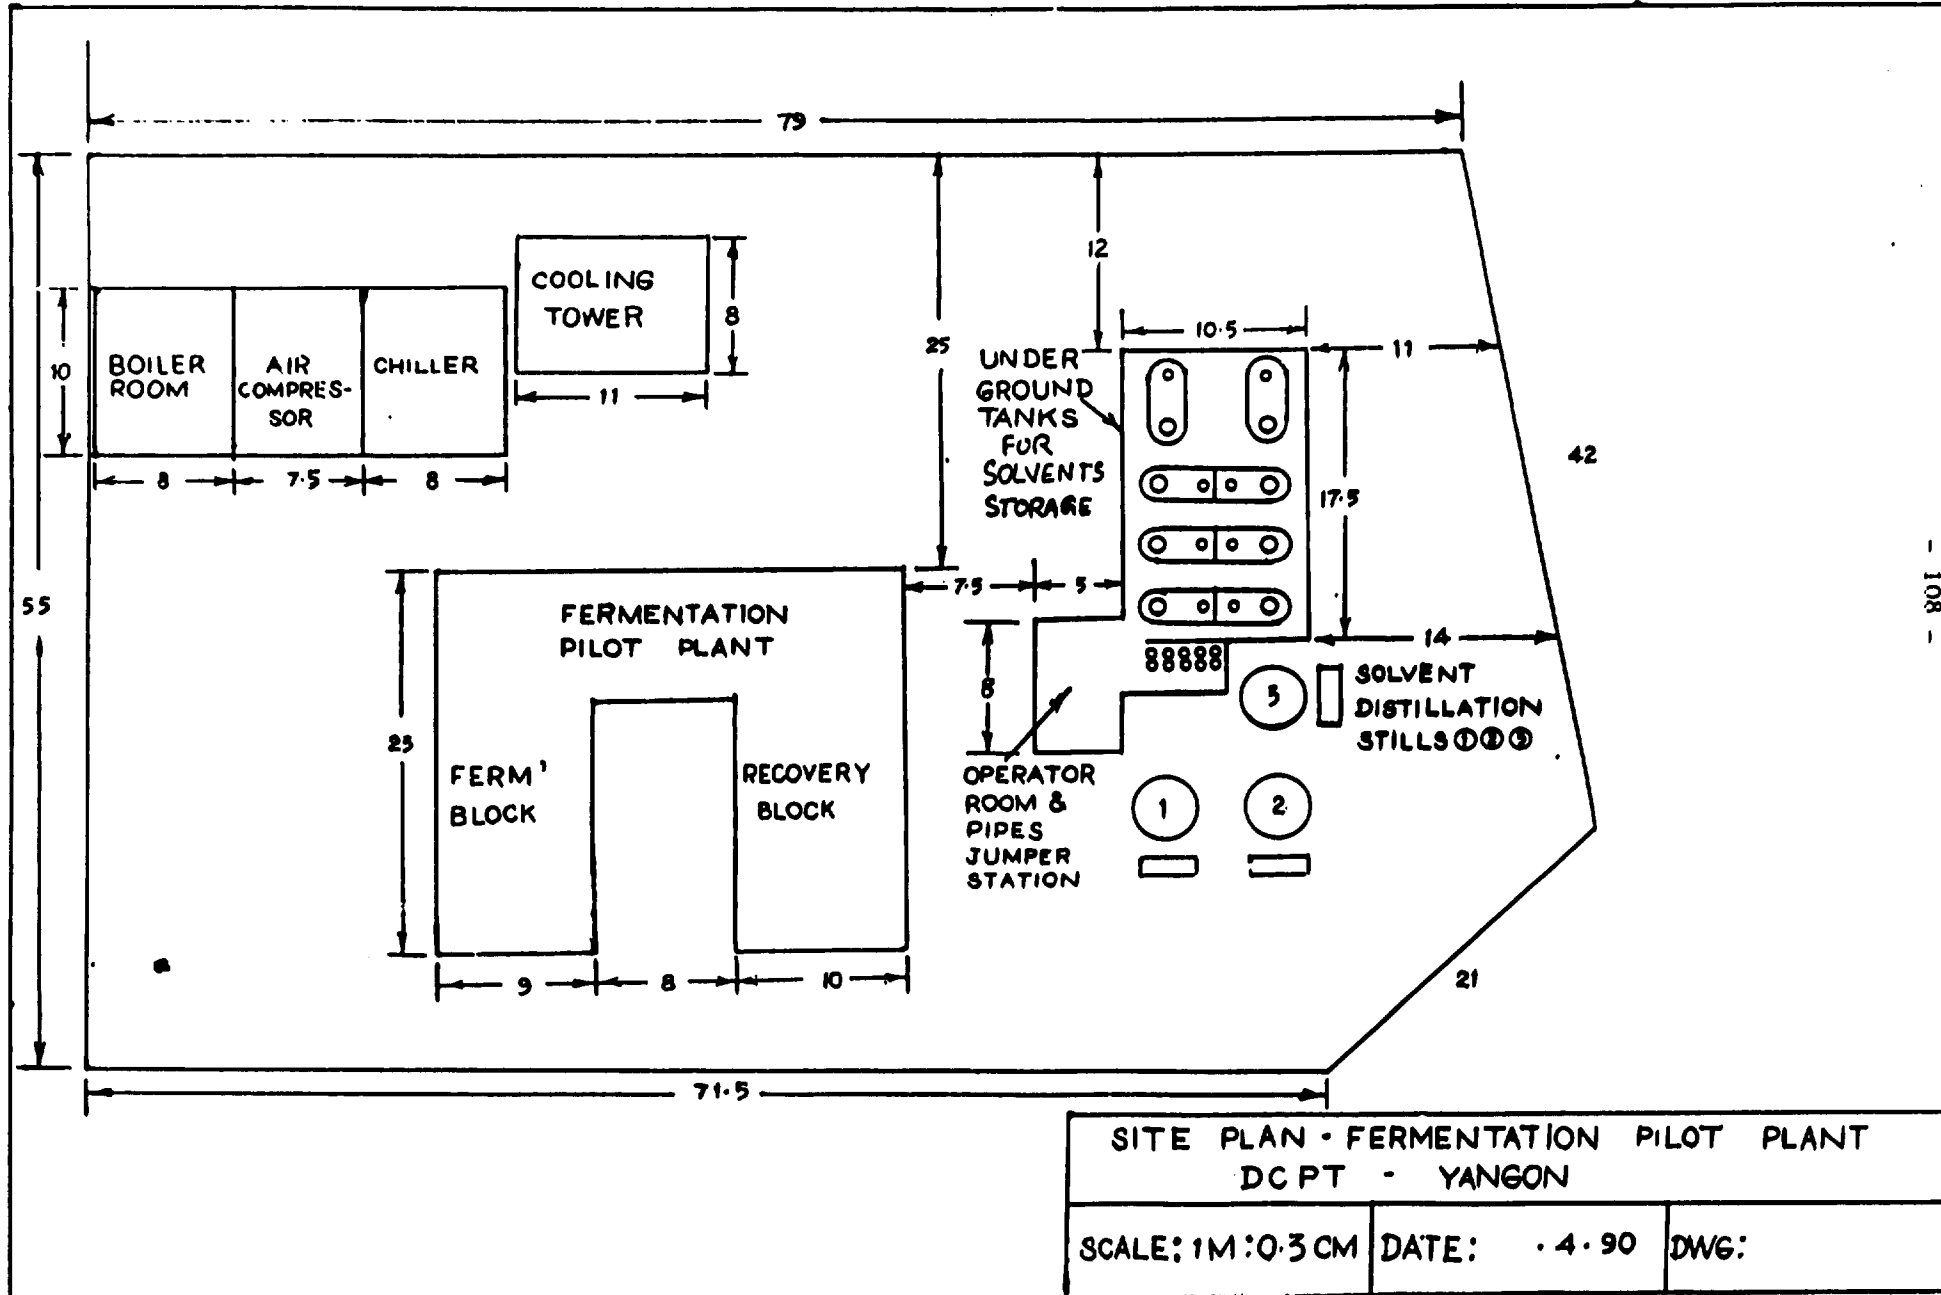 79
COOLING
TOWER
8
11
12
25
10.5
11
BOILER
ROOM
AIR
COMPRES-
SOR
CHILLER
10
8
7.5
8
UNDER
GROUND
TANKS
FOR
SOLVENTS
STORAGE
17.5
42
55
7.5
5
14
FERMENTATION
PILOT PLANT
8
SOLVENT
DISTILLATION
STILLS ① ② ③
3
23
FERM'
BLOCK
RECOVERY
BLOCK
OPERATOR
ROOM &
PIPES
JUMPER
STATION
1
2
9
8
10
21
71.5
- 108 -
SITE PLAN - FERMENTATION PILOT PLANT
DCPT - YANGON
SCALE: 1M:0.3 CM
DATE: .4.90
DWG: